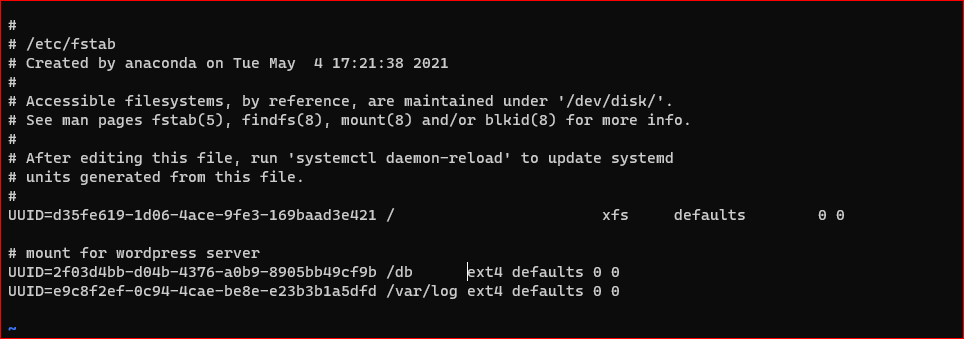 #
# /etc/fstab
# Created by anaconda on Tue May  4 17:21:38 2021
#
# Accessible filesystems, by reference, are maintained under '/dev/disk/'.
# See man pages fstab(5), findfs(8), mount(8) and/or blkid(8) for more info.
#
# After editing this file, run 'systemctl daemon-reload' to update systemd
# units generated from this file.
#
UUID=d35fe619-1d06-4ace-9fe3-169baad3e421 /                       xfs     defaults        0 0

# mount for wordpress server
UUID=2f03d4bb-d04b-4376-a0b9-8905bb49cf9b /db      ext4 defaults 0 0
UUID=e9c8f2ef-0c94-4cae-be8e-e23b3b1a5dfd /var/log ext4 defaults 0 0

~